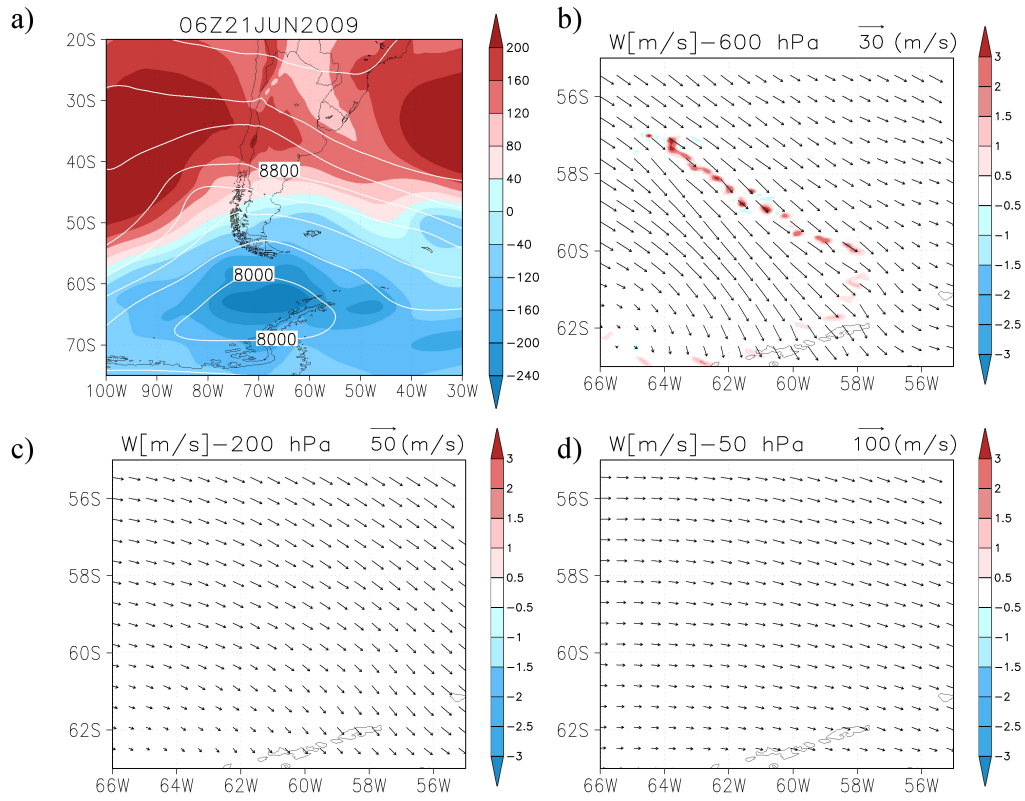 a)
06Z21JUN2009
20S
30S
40S
50S
60S
70S
100W 90W 80W 70W 60W 50W 40W 30W
8800
8000
8000
200
160
120
80
40
0
−40
−80
−120
−160
−200
−240
b)
W[m/s]−600 hPa 30 (m/s)
56S
58S
60S
62S
66W 64W 62W 60W 58W 56W
3
2
1.5
1
0.5
−0.5
−1
−1.5
−2
−2.5
−3
c)
W[m/s]−200 hPa 50 (m/s)
56S
58S
60S
62S
66W 64W 62W 60W 58W 56W
3
2
1.5
1
0.5
−0.5
−1
−1.5
−2
−2.5
−3
d)
W[m/s]−50 hPa 100 (m/s)
56S
58S
60S
62S
66W 64W 62W 60W 58W 56W
3
2
1.5
1
0.5
−0.5
−1
−1.5
−2
−2.5
−3